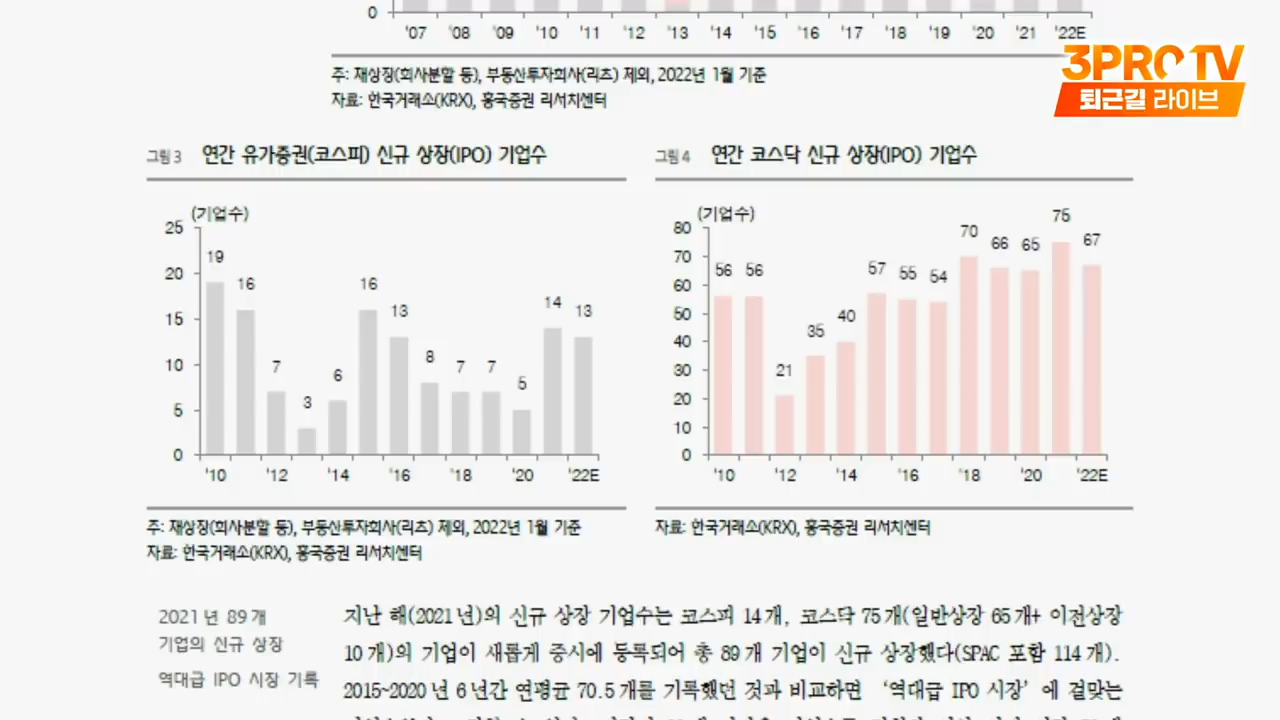 0
'07 '08 '09 '10 '11 '12 '13 '14 '15 '16 '17 '18 '19 '20 '21 '22E
3PRO TV
퇴근길 라이브
주: 재상장(회사분할 등), 부동산투자회사(리츠) 제외, 2022년 1월 기준
자료: 한국거래소(KRX), 흥국증권 리서치센터
그림 3 연간 유가증권(코스피) 신규 상장(IPO) 기업수
(기업수)
25
20
15
10
5
0
19
16
7
3
6
16
13
8
7
7
5
14
13
'10 '12 '14 '16 '18 '20 '22E
주: 재상장(회사분할 등), 부동산투자회사(리츠) 제외, 2022년 1월 기준
자료: 한국거래소(KRX), 흥국증권 리서치센터
그림 4 연간 코스닥 신규 상장(IPO) 기업수
(기업수)
80
70
60
50
40
30
20
10
0
56
56
21
35
40
57
55
54
70
66
65
75
67
'10 '12 '14 '16 '18 '20 '22E
자료: 한국거래소(KRX), 흥국증권 리서치센터
2021년 89개
기업의 신규 상장
역대급 IPO 시장 기록
지난 해(2021년)의 신규 상장 기업수는 코스피 14개, 코스닥 75개(일반상장 65개+ 이전상장
10개)의 기업이 새롭게 증시에 등록되어 총 89개 기업이 신규 상장했다(SPAC 포함 114개).
2015~2020년 6년간 연평균 70.5개를 기록했던 것과 비교하면 ‘역대급 IPO 시장’에 걸맞는